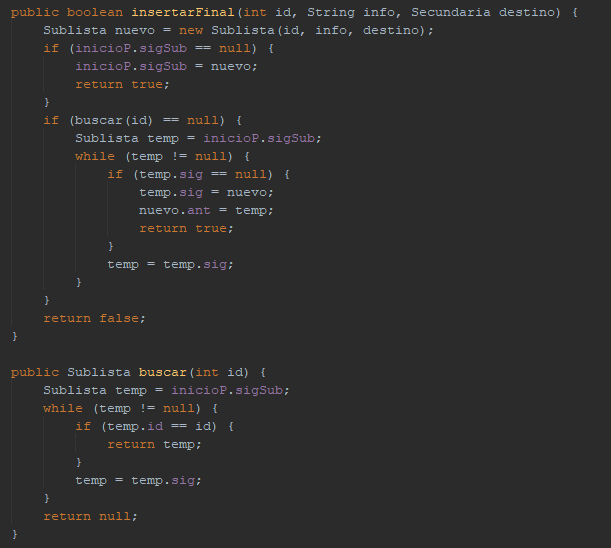 public boolean insertarFinal(int id, String info, Secundaria destino) {
    Sublista nuevo = new Sublista(id, info, destino);
    if (inicioP.sigSub == null) {
        inicioP.sigSub = nuevo;
        return true;
    }
    if (buscar(id) == null) {
        Sublista temp = inicioP.sigSub;
        while (temp != null) {
            if (temp.sig == null) {
                temp.sig = nuevo;
                nuevo.ant = temp;
                return true;
            }
            temp = temp.sig;
        }
    }
    return false;
}

public Sublista buscar(int id) {
    Sublista temp = inicioP.sigSub;
    while (temp != null) {
        if (temp.id == id) {
            return temp;
        }
        temp = temp.sig;
    }
    return null;
}